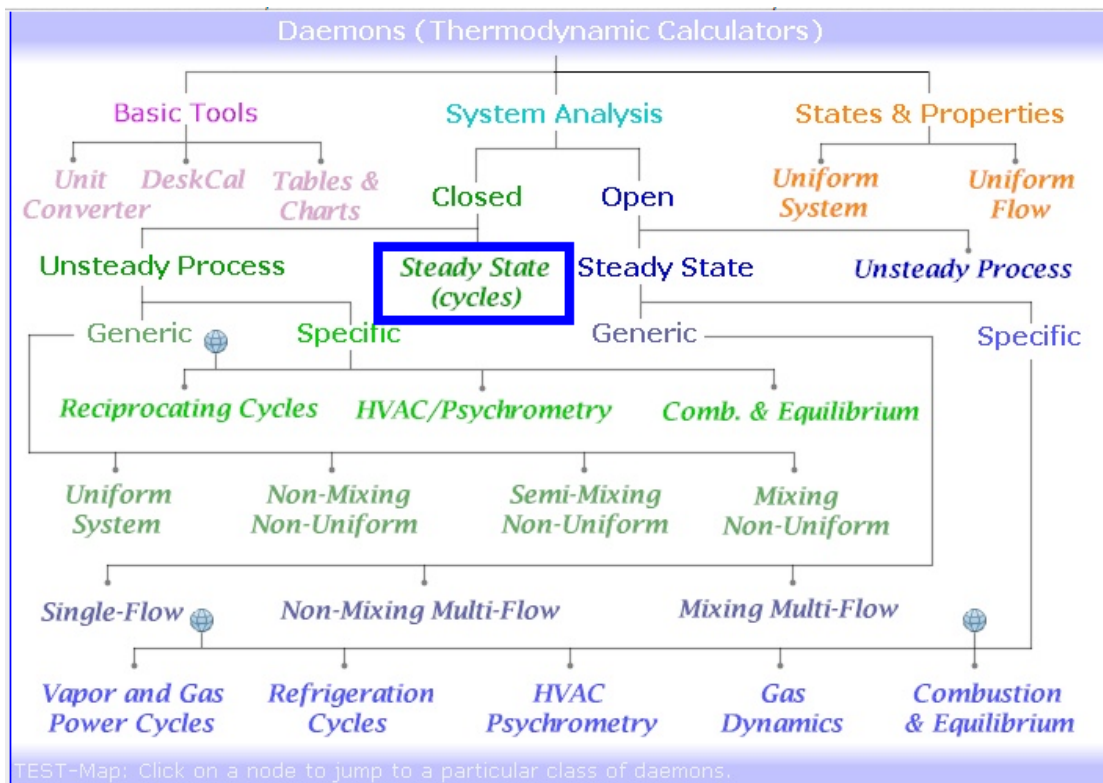 Daemons (Thermodynamic Calculators)
Basic Tools
System Analysis
States & Properties
Unit
Converter
DeskCal
Tables &
Charts
Closed
Open
Uniform
System
Uniform
Flow
Unsteady Process
Steady State
(cycles)
Steady State
Unsteady Process
Generic
Specific
Generic
Specific
Reciprocating Cycles
HVAC/Psychrometry
Comb. & Equilibrium
Uniform
System
Non-Mixing
Non-Uniform
Semi-Mixing
Non-Uniform
Mixing
Non-Uniform
Single-Flow
Non-Mixing Multi-Flow
Mixing Multi-Flow
Vapor and Gas
Power Cycles
Refrigeration
Cycles
HVAC
Psychrometry
Gas
Dynamics
Combustion
& Equilibrium
TEST-Map: Click on a node to jump to a particular class of daemons.